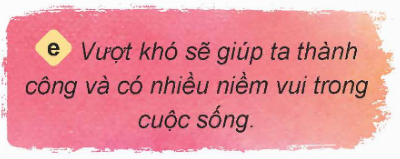 e Vượt khó sẽ giúp ta thành
công và có nhiều niềm vui trong
cuộc sống.